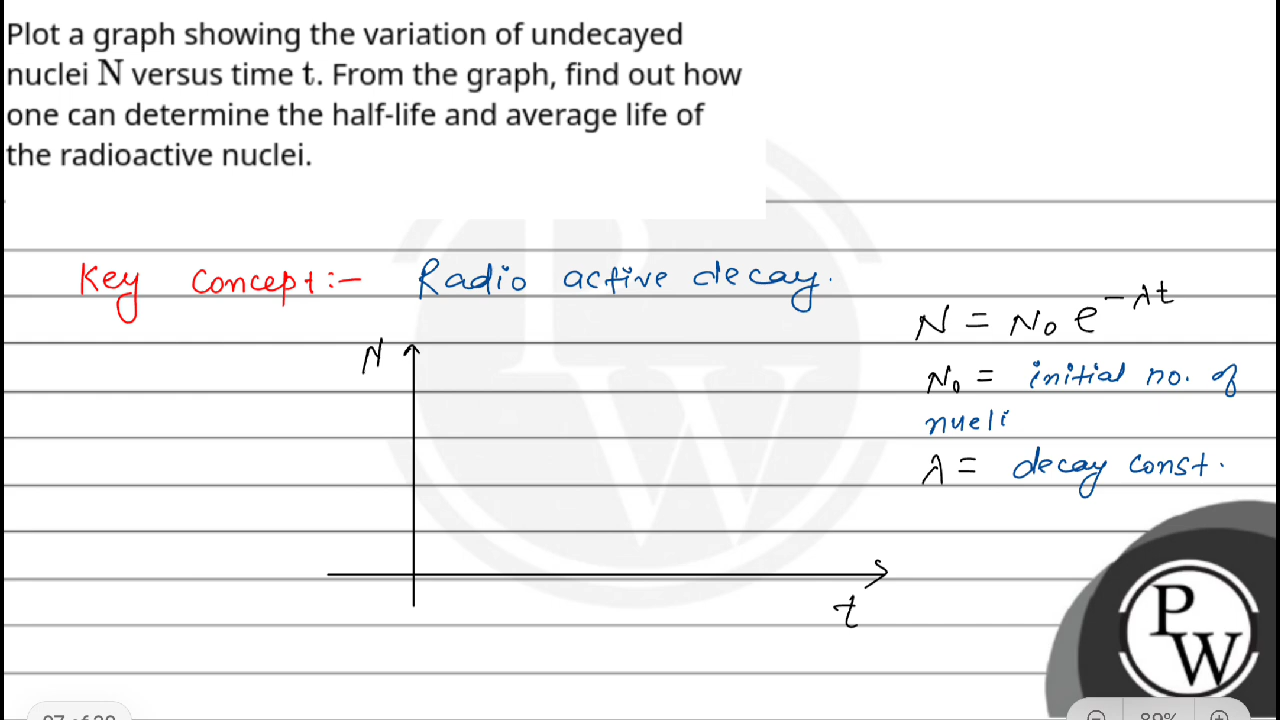 Plot a graph showing the variation of undecayed
nuclei N versus time t. From the graph, find out how
one can determine the half-life and average life of
the radioactive nuclei.
Key Concept:- Radio active decay.
N = N₀ e^{-λt}
N
N₀ = initial no. of
nueli
λ = decay const.
t
PW
PW